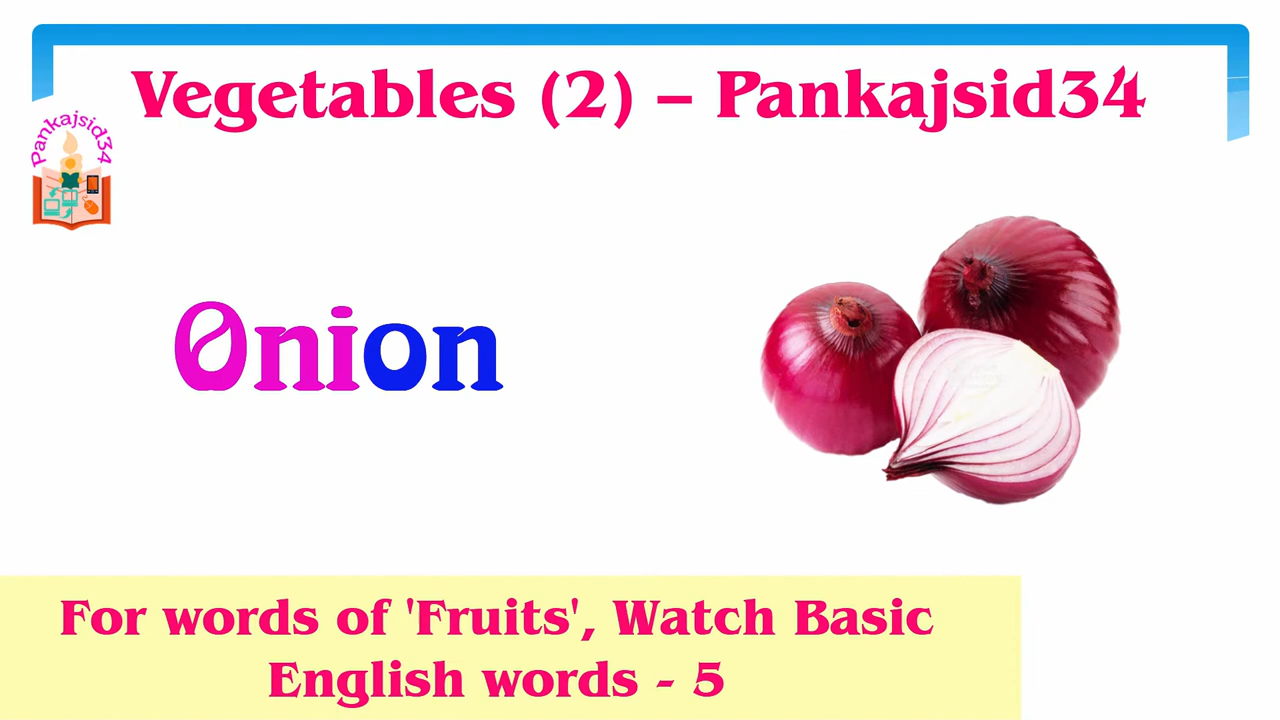 Vegetables (2) – Pankajsid34
Pankajsid34
Onion
For words of 'Fruits', Watch Basic
English words - 5